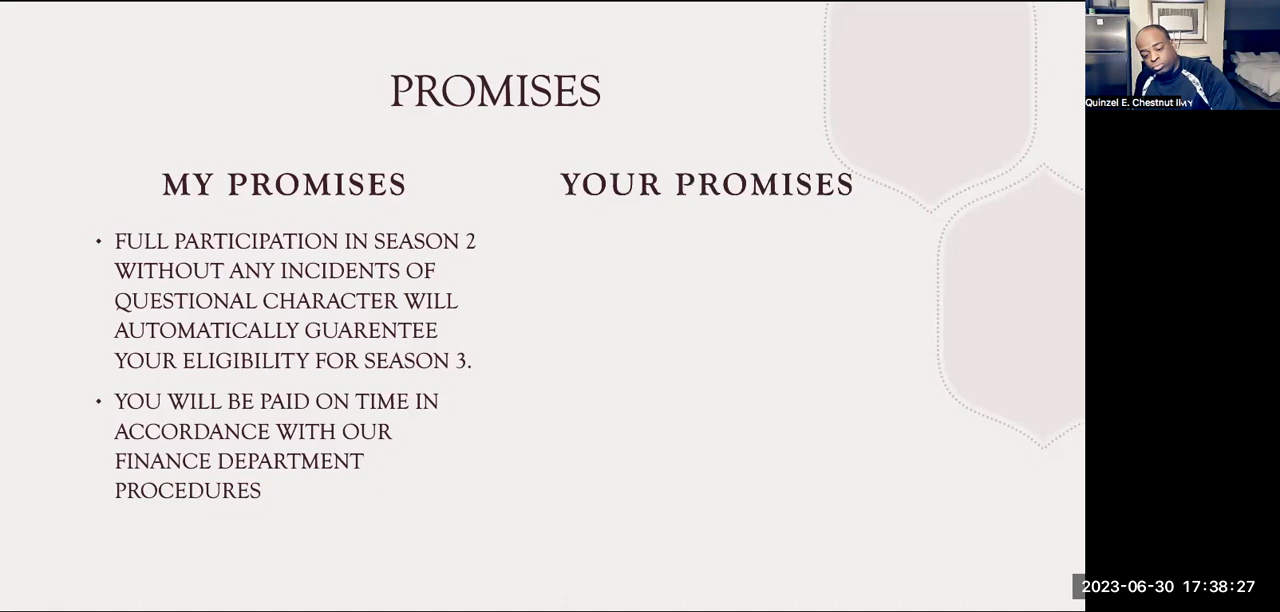 PROMISES
MY PROMISES
• FULL PARTICIPATION IN SEASON 2
WITHOUT ANY INCIDENTS OF
QUESTIONAL CHARACTER WILL
AUTOMATICALLY GUARENTEE
YOUR ELIGIBILITY FOR SEASON 3.
• YOU WILL BE PAID ON TIME IN
ACCORDANCE WITH OUR
FINANCE DEPARTMENT
PROCEDURES
YOUR PROMISES
Quinzel E. Chestnut II
2023-06-30 17:38:27